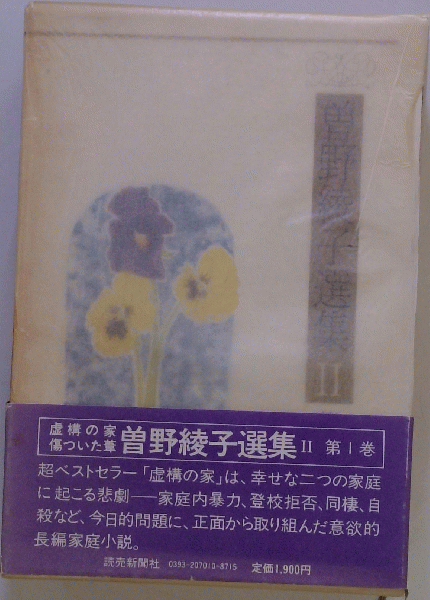 曽野綾子選集
II
虚構の家
傷ついた葦
曽野綾子選集II 第1巻
超ベストセラー「虚構の家」は、幸せな二つの家庭
に起こる悲劇──家庭内暴力、登校拒否、同棲、自
殺など、今日的問題に、正面から取り組んだ意欲的
長編家庭小説。
読売新聞社 0393-207010-8715 定価1,900円